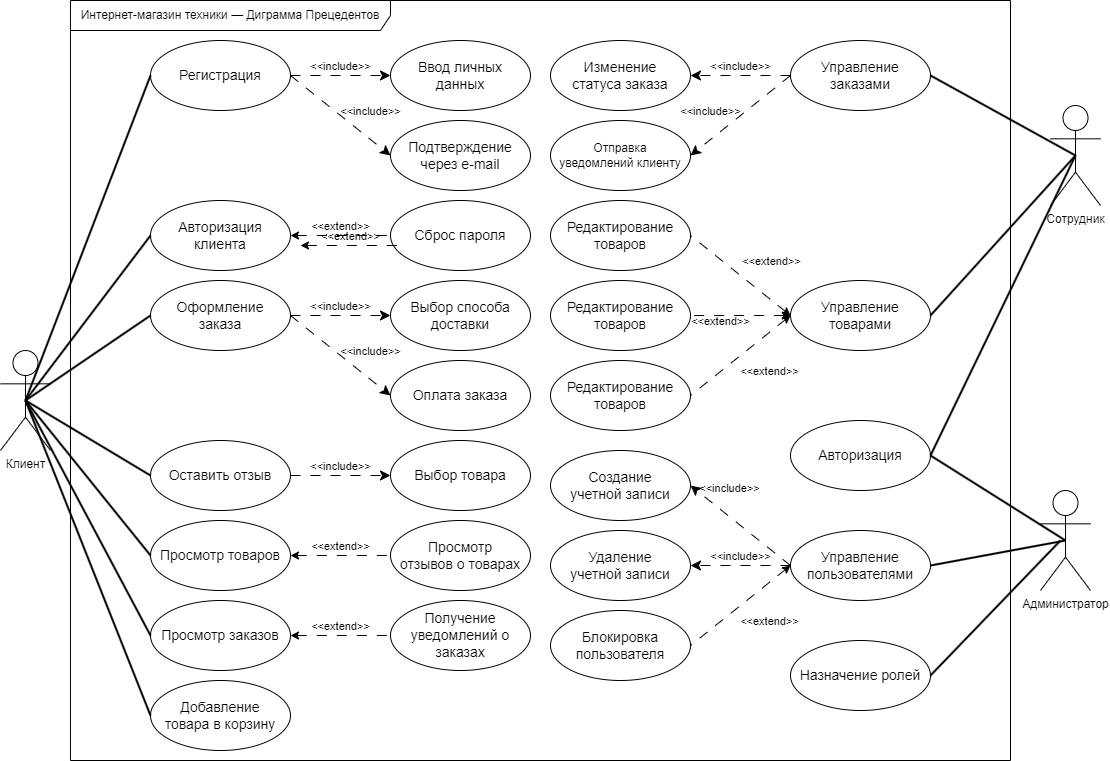 Интернет-магазин техники — Диграмма Прецедентов
Регистрация
<<include>>
Ввод личных
данных
<<include>>
Подтверждение
через e-mail
Изменение
статуса заказа
<<include>>
Управление
заказами
<<include>>
Отправка
уведомлений клиенту
Сотрудник
Авторизация
клиента
<<extend>>
<<extend>>
Сброс пароля
Редактирование
товаров
<<extend>>
Оформление
заказа
<<include>>
Выбор способа
доставки
<<include>>
Оплата заказа
Редактирование
товаров
<<extend>>
Управление
товарами
Редактирование
товаров
<<extend>>
Клиент
Оставить отзыв
<<include>>
Выбор товара
Авторизация
Создание
учетной записи
<<include>>
Просмотр товаров
<<extend>>
Просмотр
отзывов о товарах
Удаление
учетной записи
<<include>>
Управление
пользователями
Администратор
Просмотр заказов
<<extend>>
Получение
уведомлений о
заказах
Блокировка
пользователя
<<extend>>
Назначение ролей
Добавление
товара в корзину